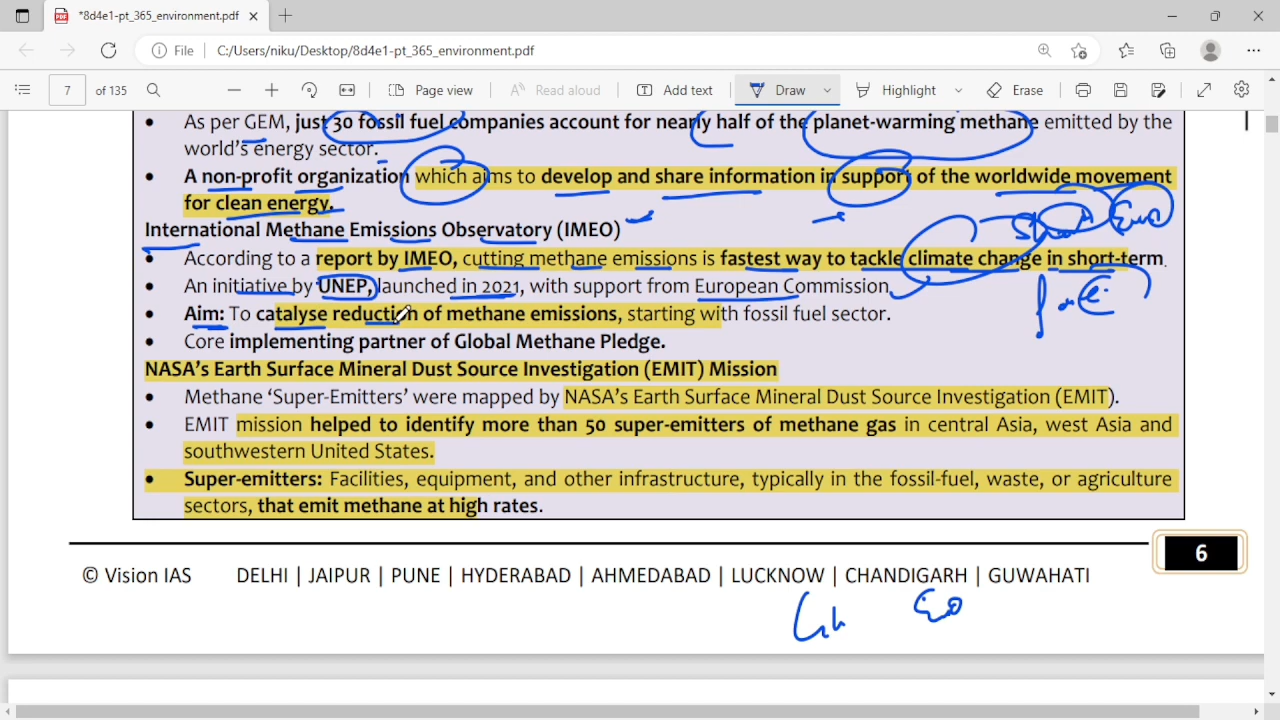 *8d4e1-pt_365_environment.pdf
File C:/Users/niku/Desktop/8d4e1-pt_365_environment.pdf
7 of 135 Page view Read aloud Add text Draw Highlight Erase
• As per GEM, just 30 fossil fuel companies account for nearly half of the planet-warming methane emitted by the
world's energy sector.
• A non-profit organization which aims to develop and share information in support of the worldwide movement
for clean energy.
International Methane Emissions Observatory (IMEO)
• According to a report by IMEO, cutting methane emissions is fastest way to tackle climate change in short-term.
• An initiative by UNEP, launched in 2021, with support from European Commission.
• Aim: To catalyse reduction of methane emissions, starting with fossil fuel sector.
• Core implementing partner of Global Methane Pledge.
NASA's Earth Surface Mineral Dust Source Investigation (EMIT) Mission
• Methane 'Super-Emitters' were mapped by NASA's Earth Surface Mineral Dust Source Investigation (EMIT).
• EMIT mission helped to identify more than 50 super-emitters of methane gas in central Asia, west Asia and
southwestern United States.
• Super-emitters: Facilities, equipment, and other infrastructure, typically in the fossil-fuel, waste, or agriculture
sectors, that emit methane at high rates.
6
© Vision IAS DELHI | JAIPUR | PUNE | HYDERABAD | AHMEDABAD | LUCKNOW | CHANDIGARH | GUWAHATI